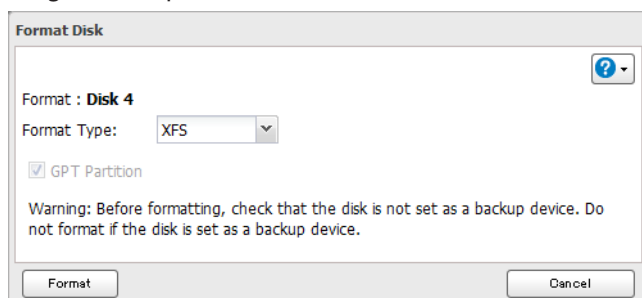 Format Disk
Format : Disk 4
Format Type: XFS
GPT Partition
Warning: Before formatting, check that the disk is not set as a backup device. Do
not format if the disk is set as a backup device.
Format Cancel